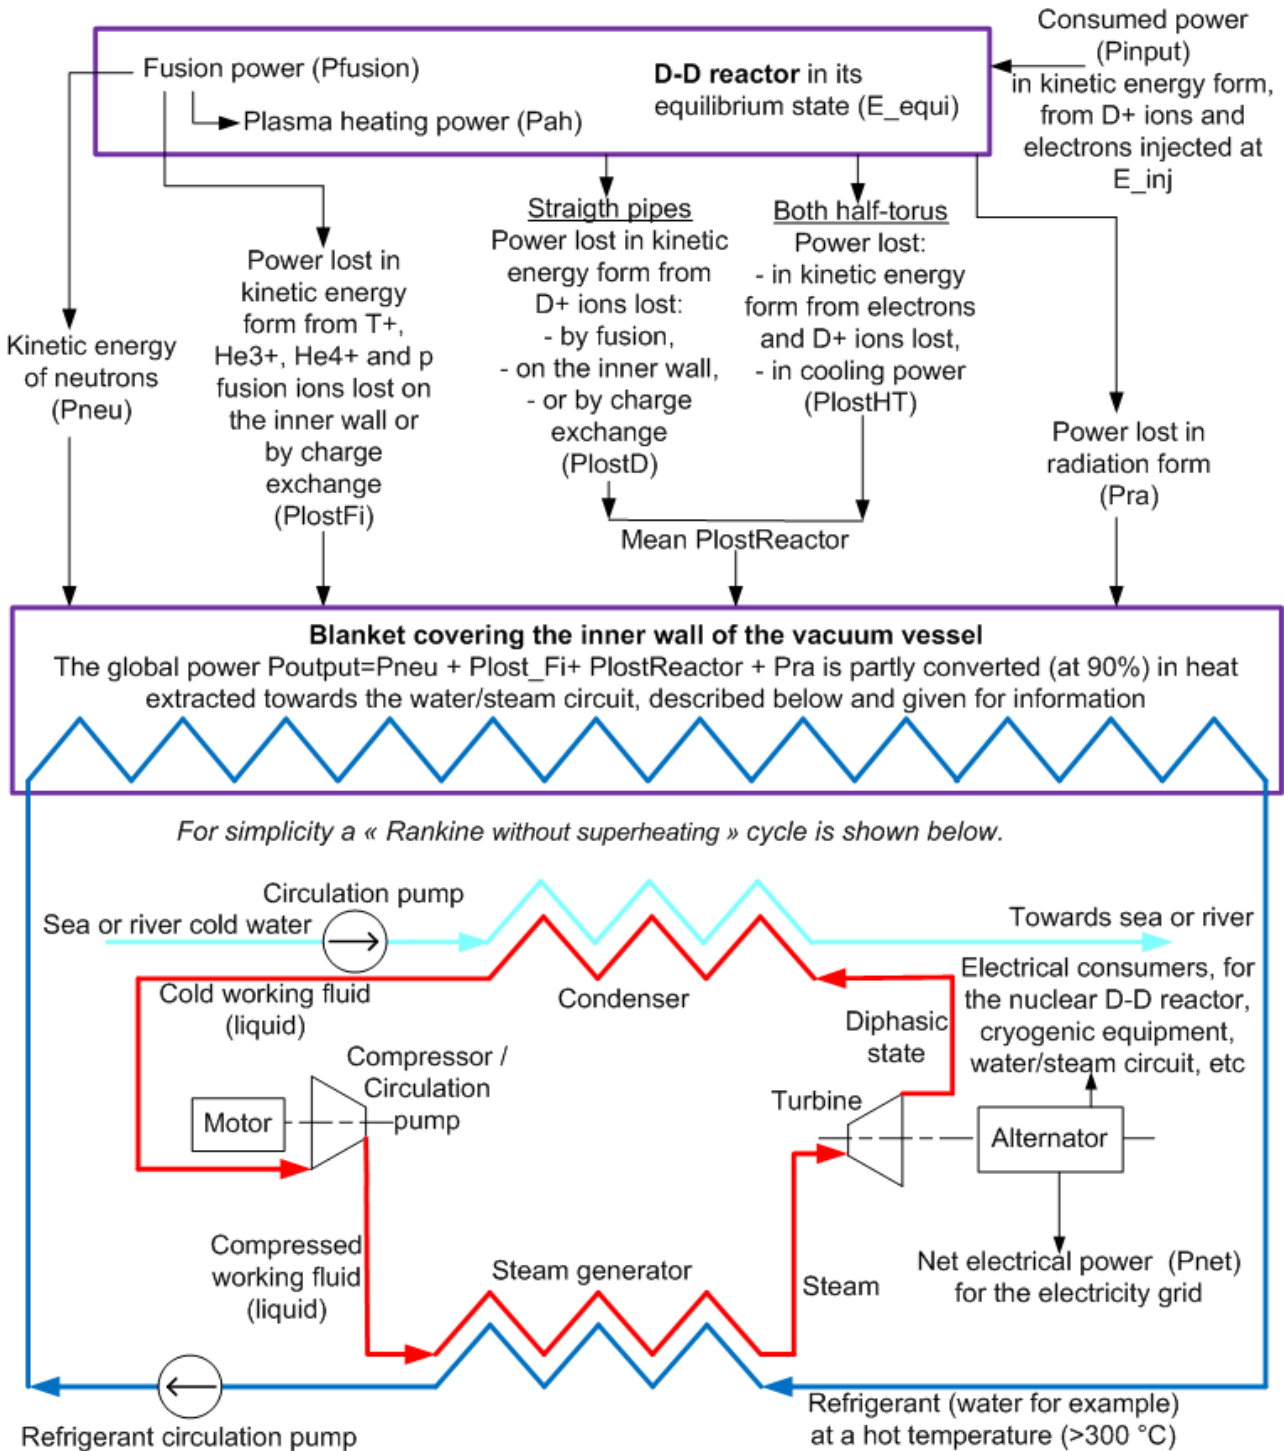 Consumed power
(Pinput)
in kinetic energy form,
from D+ ions and
electrons injected at
E_inj
Fusion power (Pfusion)
Plasma heating power (Pah)
D-D reactor in its
equilibrium state (E_equi)
Kinetic energy
of neutrons
(Pneu)
Power lost in
kinetic energy
form from T+,
He3+, He4+ and p
fusion ions lost on
the inner wall or
by charge
exchange
(PlostFi)
Straigth pipes
Power lost in kinetic
energy form from
D+ ions lost:
- by fusion,
- on the inner wall,
- or by charge
exchange
(PlostD)
Both half-torus
Power lost:
- in kinetic energy
form from electrons
and D+ ions lost,
- in cooling power
(PlostHT)
Power lost in
radiation form
(Pra)
Mean PlostReactor
Blanket covering the inner wall of the vacuum vessel
The global power Poutput=Pneu + Plost_Fi+ PlostReactor + Pra is partly converted (at 90%) in heat
extracted towards the water/steam circuit, described below and given for information
For simplicity a « Rankine without superheating » cycle is shown below.
Circulation pump
Sea or river cold water
Towards sea or river
Cold working fluid
(liquid)
Condenser
Diphasic
state
Electrical consumers, for
the nuclear D-D reactor,
cryogenic equipment,
water/steam circuit, etc
Compressor /
Circulation
pump
Motor
Turbine
Alternator
Compressed
working fluid
(liquid)
Steam generator
Steam
Net electrical power (Pnet)
for the electricity grid
Refrigerant circulation pump
Refrigerant (water for example)
at a hot temperature (>300 °C)